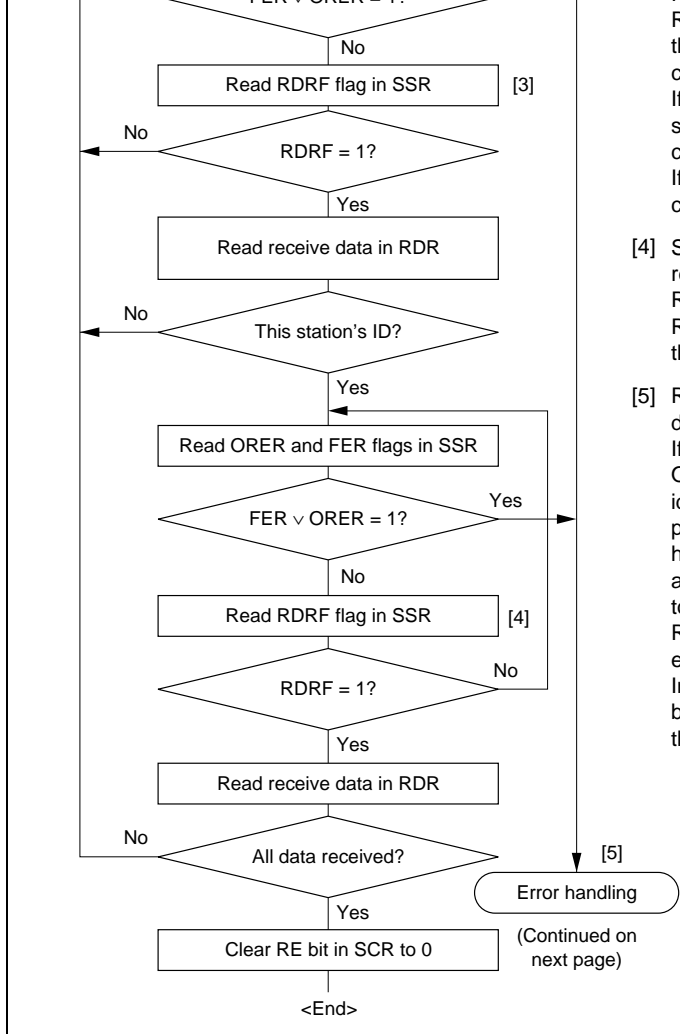 FER ∨ ORER = 1?
No
Read RDRF flag in SSR
[3]
No
RDRF = 1?
Yes
Read receive data in RDR
No
This station's ID?
Yes
Read ORER and FER flags in SSR
Yes
FER ∨ ORER = 1?
No
Read RDRF flag in SSR
[4]
No
RDRF = 1?
Yes
Read receive data in RDR
No
All data received?
[5]
Error handling
Yes
(Continued on
next page)
Clear RE bit in SCR to 0
<End>
If
If
[4] S
R
R
[5] R
If